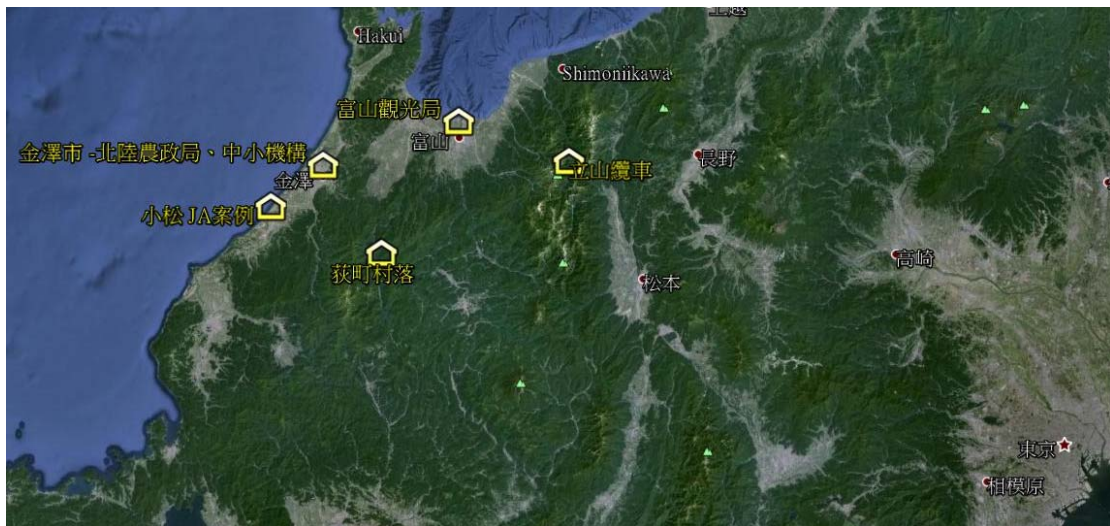 上越
Hakui
Shimoniikawa
富山觀光局
富山
金澤市 -北陸農政局、中小機構
金澤
立山纜車
長野
小松 JA案例
荻町村落
松本
高崎
東京
相模原